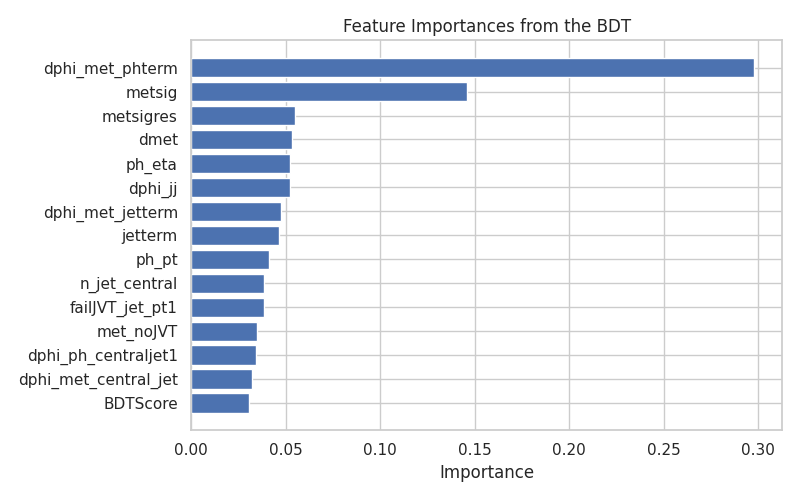 Feature Importances from the BDT
dphi_met_phterm
metsig
metsigres
dmet
ph_eta
dphi_jj
dphi_met_jetterm
jetterm
ph_pt
n_jet_central
failJVT_jet_pt1
met_noJVT
dphi_ph_centraljet1
dphi_met_central_jet
BDTScore
0.00 0.05 0.10 0.15 0.20 0.25 0.30
Importance